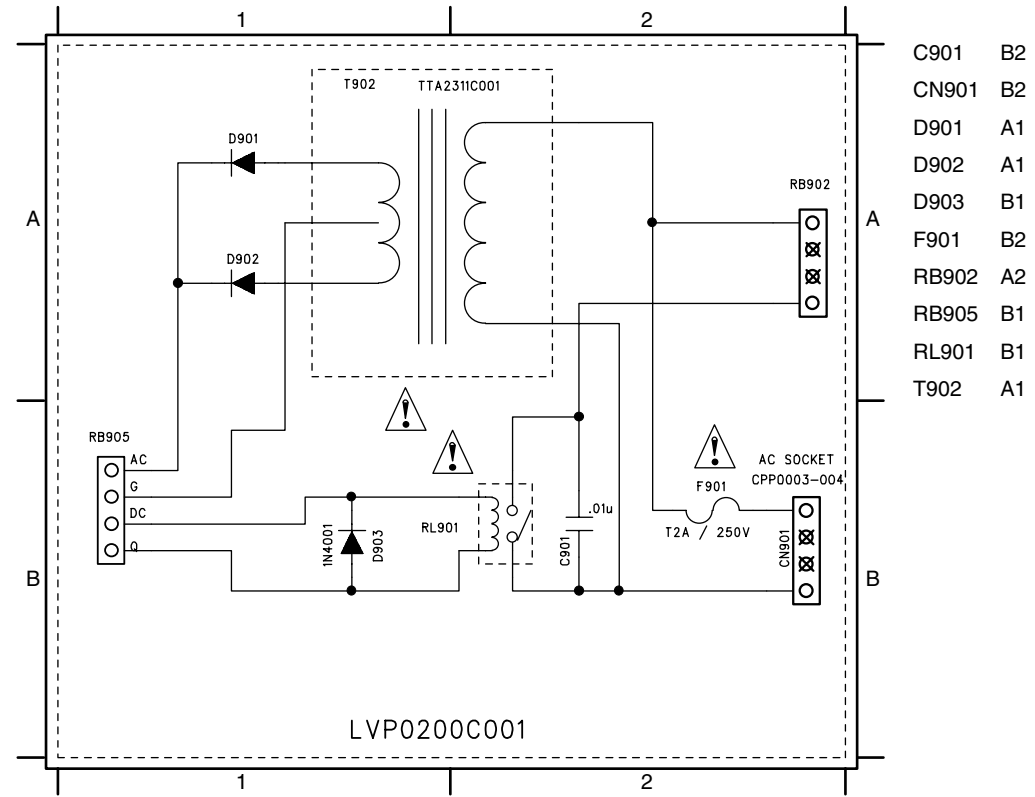 1 2
C901 B2
CN901 B2
D901 A1
D902 A1
D903 B1
F901 B2
RB902 A2
RB905 B1
RL901 B1
T902 A1
T902 TTA2311C001
D901
RB902
A A
D902
RB905
AC
G
DC
Q
1N4001
D903
RL901
.01u
C901
AC SOCKET
CPP0003-004
F901
T2A / 250V
CN901
B B
LVP0200C001
1 2